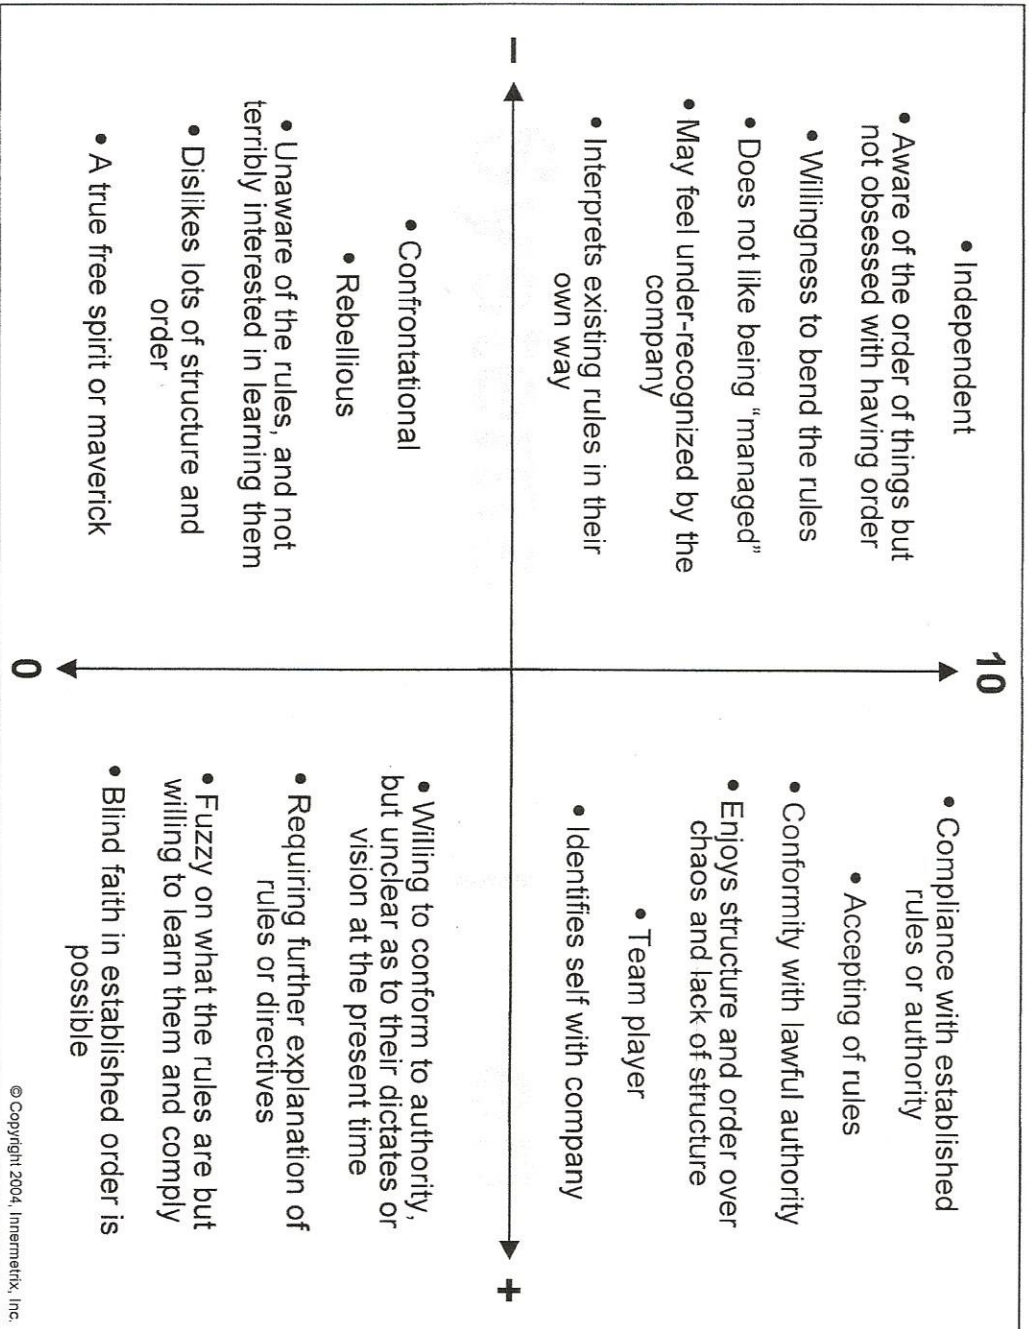 10
• Independent
• Aware of the order of things but
not obsessed with having order
• Willingness to bend the rules
• Does not like being “managed”
• May feel under-recognized by the
company
• Interprets existing rules in their
own way
• Compliance with established
rules or authority
• Accepting of rules
• Conformity with lawful authority
• Enjoys structure and order over
chaos and lack of structure
• Team player
• Identifies self with company
–
+
• Confrontational
• Rebellious
• Unaware of the rules, and not
terribly interested in learning them
• Dislikes lots of structure and
order
• A true free spirit or maverick
• Willing to conform to authority,
but unclear as to their dictates or
vision at the present time
• Requiring further explanation of
rules or directives
• Fuzzy on what the rules are but
willing to learn them and comply
• Blind faith in established order is
possible
0
© Copyright 2004, Innermetrix, Inc.